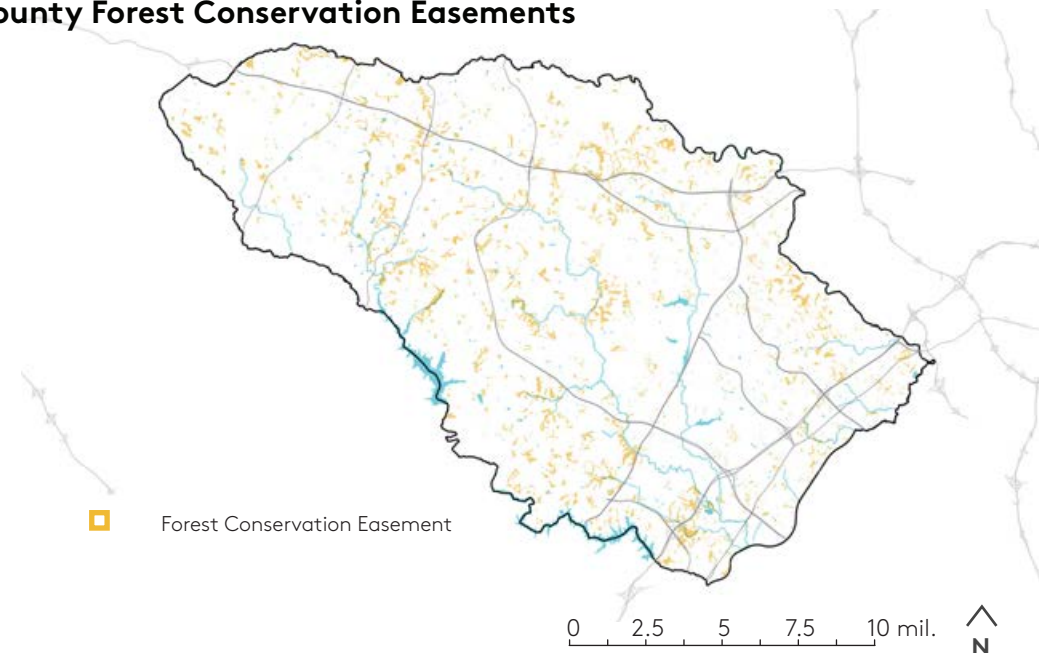 ounty Forest Conservation Easements
Forest Conservation Easement
0 2.5 5 7.5 10 mil.
N